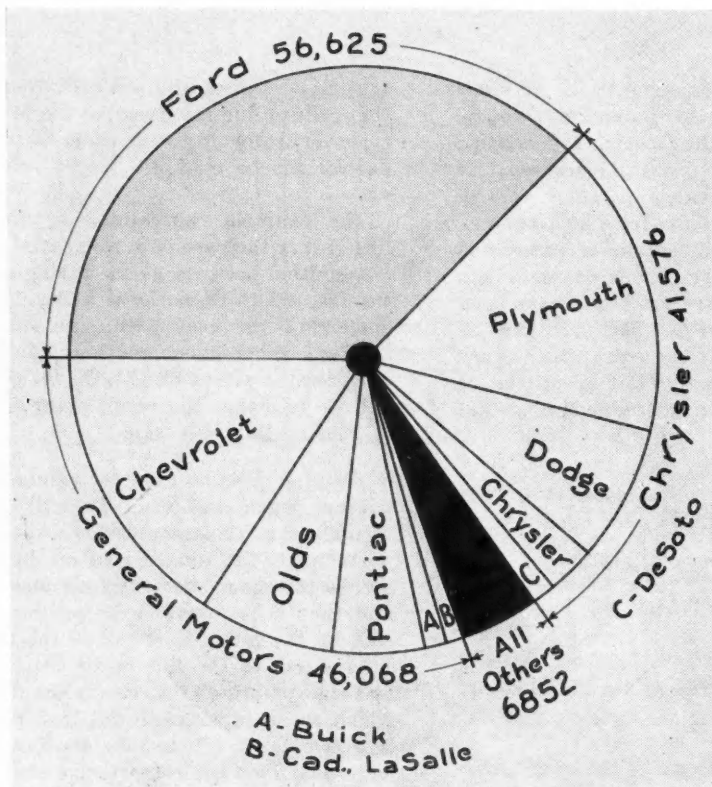 Ford 56,625
Plymouth
Chrysler 41,576
Dodge
Chrysler
C
C-DeSoto
Chevrolet
Olds
Pontiac
A
B
General Motors 46,068
All
Others
6852
A.-Buick
B-Cad., LaSalle